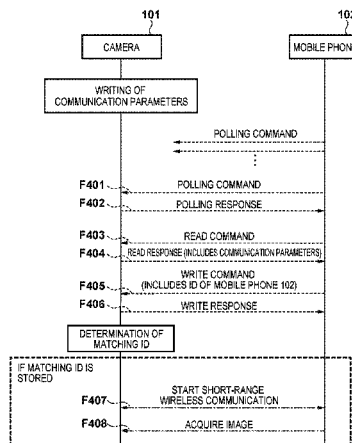 101
102
CAMERA
MOBILE PHONE
WRITING OF
COMMUNICATION PARAMETERS
POLLING COMMAND
F401
POLLING COMMAND
F402
POLLING RESPONSE
F403
READ COMMAND
F404
READ RESPONSE (INCLUDES COMMUNICATION PARAMETERS)
WRITE COMMAND
F405
(INCLUDES ID OF MOBILE PHONE 102)
F406
WRITE RESPONSE
DETERMINATION OF
MATCHING ID
IF MATCHING ID IS
STORED
F407
START SHORT-RANGE
WIRELESS COMMUNICATION
F408
ACQUIRE IMAGE